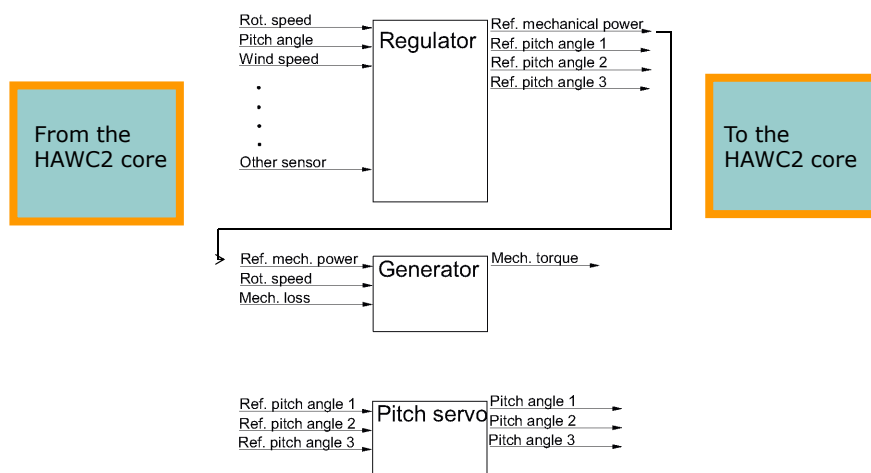 Rot. speed
Pitch angle
Wind speed
Other sensor
Regulator
Ref. mechanical power
Ref. pitch angle 1
Ref. pitch angle 2
Ref. pitch angle 3
From the
HAWC2 core
To the
HAWC2 core
Ref. mech. power
Rot. speed
Mech. loss
Generator
Mech. torque
Ref. pitch angle 1
Ref. pitch angle 2
Ref. pitch angle 3
Pitch servo
Pitch angle 1
Pitch angle 2
Pitch angle 3